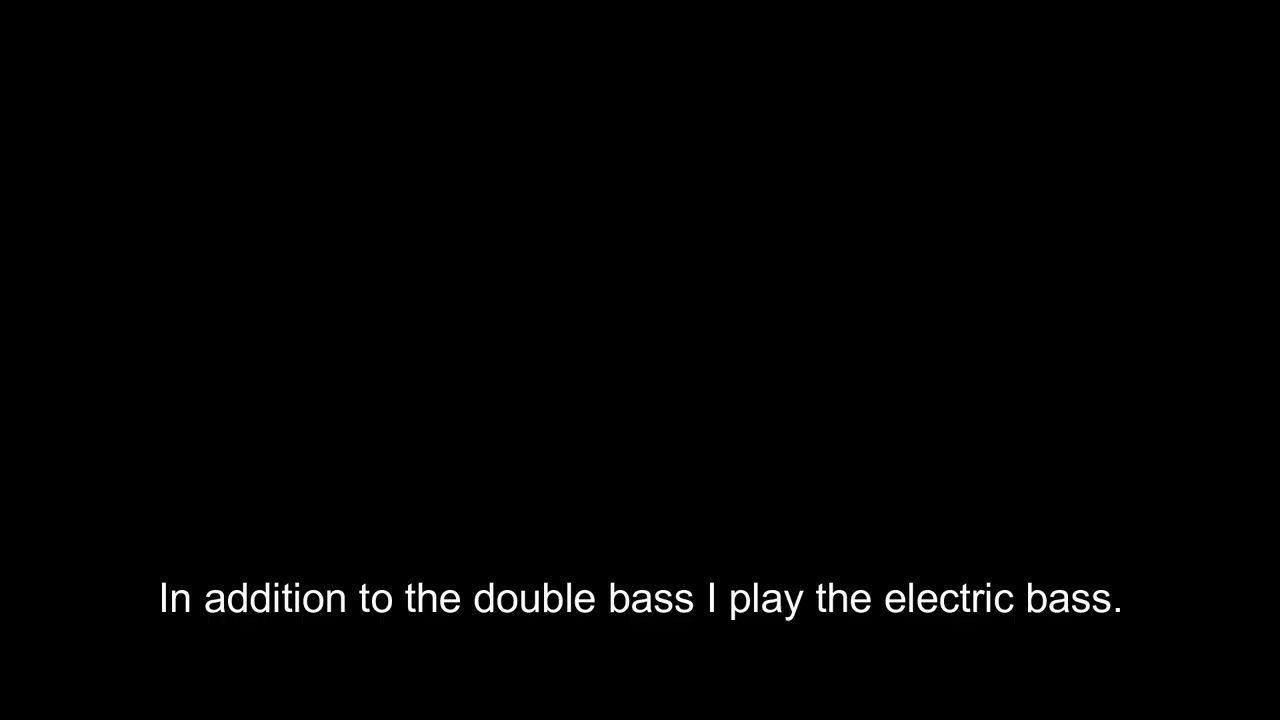 In addition to the double bass I play the electric bass.